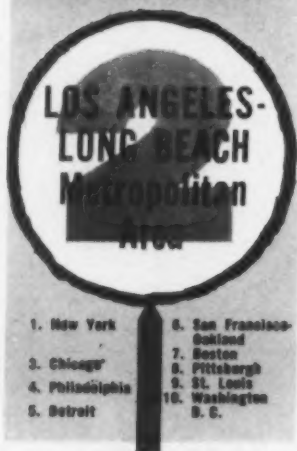 2
LOS ANGELES-
LONG BEACH
Metropolitan
Area
1. New York
3. Chicago
4. Philadelphia
5. Detroit
6. San Francisco-
Oakland
7. Boston
8. Pittsburgh
9. St. Louis
10. Washington
D. C.